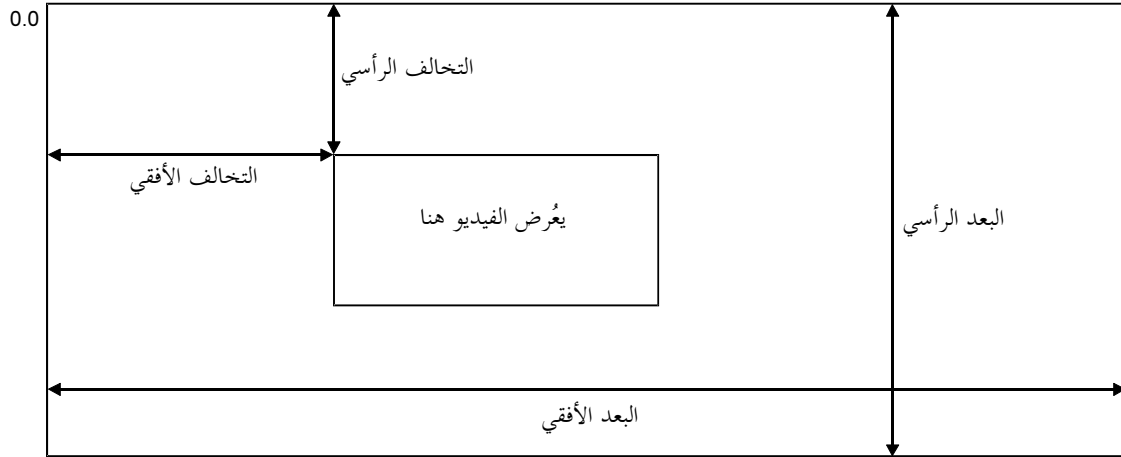 0.0
التخالف الرأسي
التخالف الأفقي
يعُرض الفيديو هنا
البعد الرأسي
البعد الأفقي